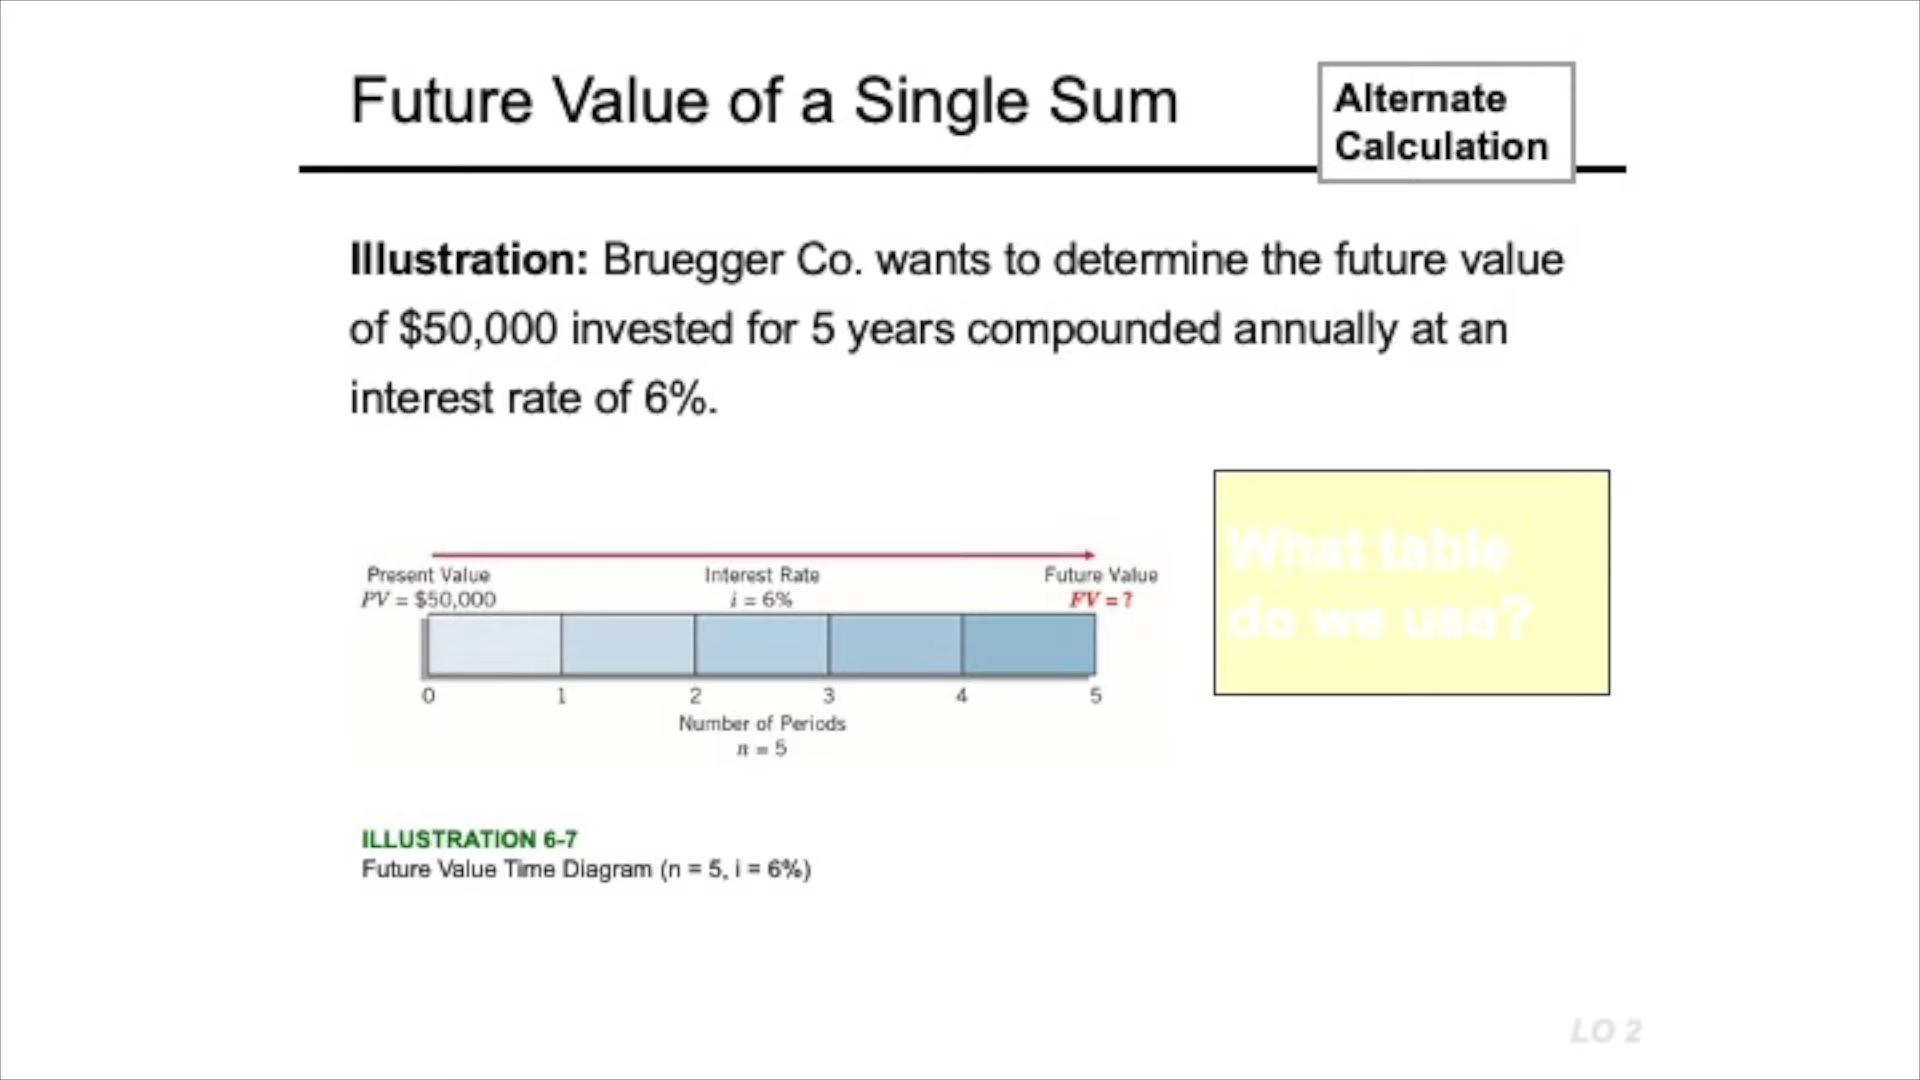 Future Value of a Single Sum
Alternate
Calculation
Illustration: Bruegger Co. wants to determine the future value
of $50,000 invested for 5 years compounded annually at an
interest rate of 6%.
What table
do we use?
Present Value
PV = $50,000
Interest Rate
i = 6%
Future Value
FV = ?
0 1 2 3 4 5
Number of Periods
n = 5
ILLUSTRATION 6-7
Future Value Time Diagram (n = 5, i = 6%)
LO 2